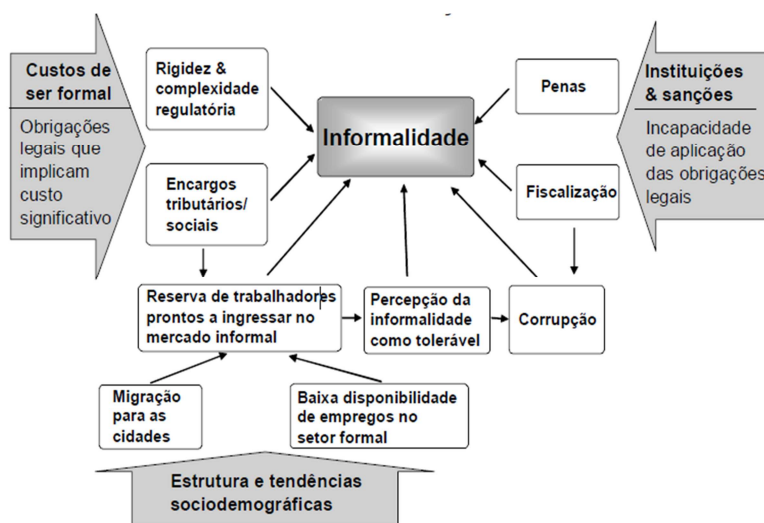 Custos de
ser formal
Obrigações
legais que
implicam
custo
significativo
Rigidez &
complexidade
regulatória
Encargos
tributários/
sociais
Informalidade
Penas
Fiscalização
Instituições
& sanções
Incapacidade
de aplicação
das obrigações
legais
Reserva de trabalhadores
prontos a ingressar no
mercado informal
Percepção da
informalidade
como tolerável
Corrupção
Migração
para as
cidades
Baixa disponibilidade
de empregos no
setor formal
Estrutura e tendências
sociodemográficas